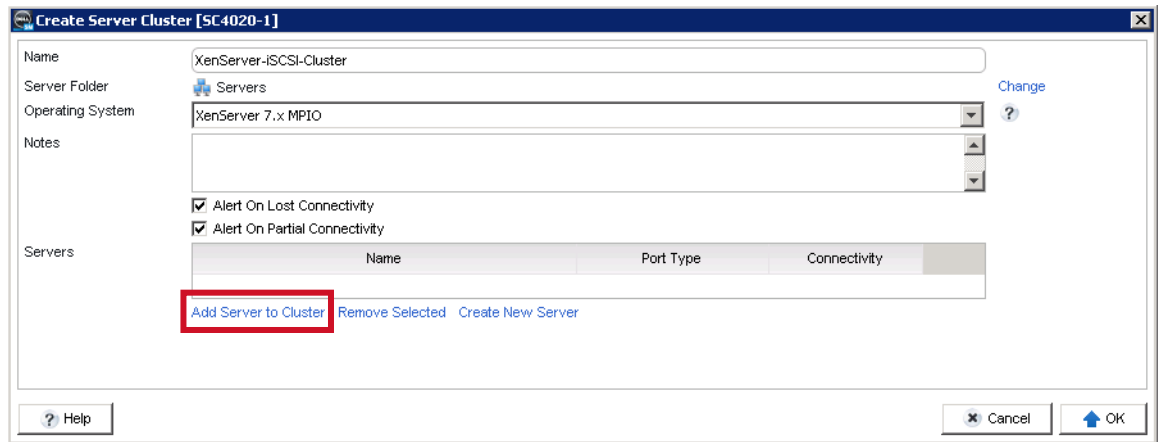 Create Server Cluster [SC4020-1]
Name XenServer-iSCSI-Cluster
Server Folder Servers Change
Operating System XenServer 7.x MPIO ?
Notes
Alert On Lost Connectivity
Alert On Partial Connectivity
Servers Name Port Type Connectivity
Add Server to Cluster Remove Selected Create New Server
? Help Cancel OK